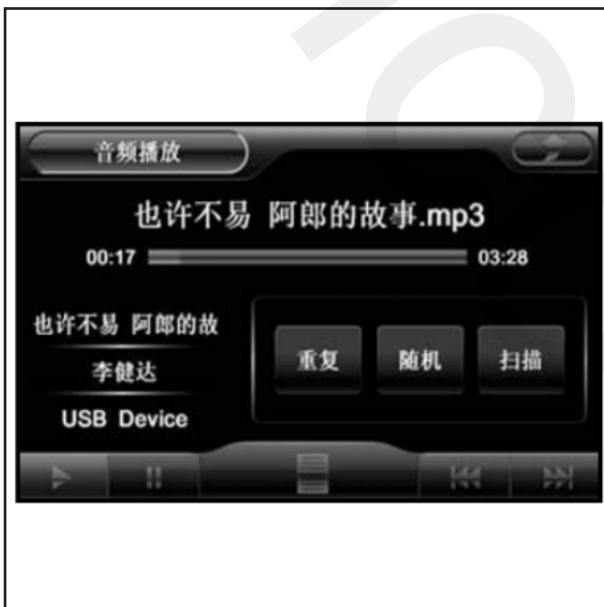 音频播放
也许不易 阿郎的故事.mp3
00:17 03:28
也许不易 阿郎的故
李健达
USB Device
重复 随机 扫描